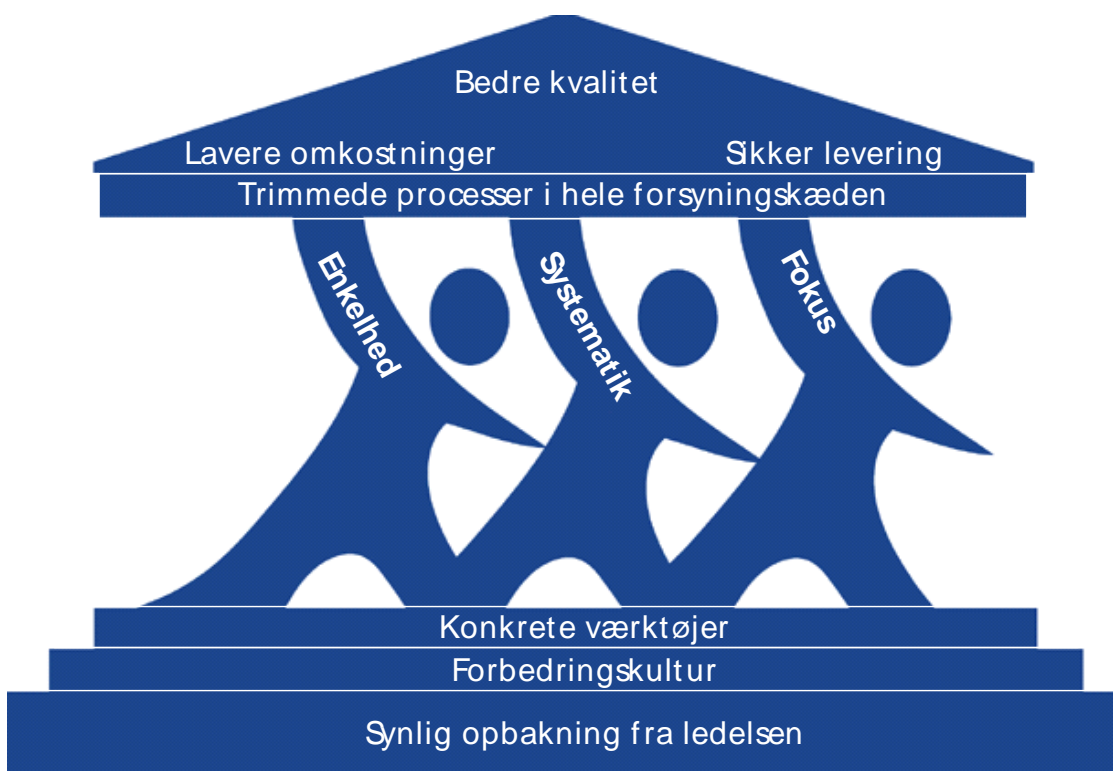 Bedre kvalitet
Lavere omkostninger
Sikker levering
Trimmede processer i hele forsyningskæden
Enkelhed
Systematik
Fokus
Konkrete værktøjer
Forbedringskultur
Synlig opbakning fra ledelsen